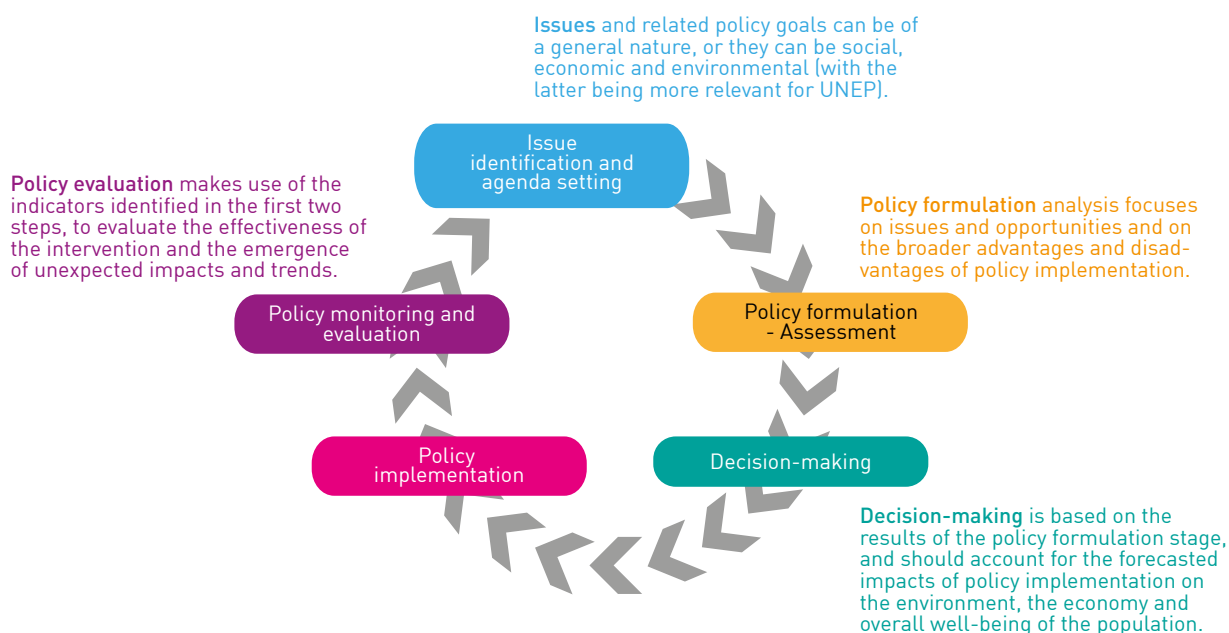 Issues and related policy goals can be of
a general nature, or they can be social,
economic and environmental (with the
latter being more relevant for UNEP).
Issue
identification and
agenda setting
Policy evaluation makes use of the
indicators identified in the first two
steps, to evaluate the effectiveness of
the intervention and the emergence
of unexpected impacts and trends.
Policy formulation analysis focuses
on issues and opportunities and on
the broader advantages and disad-
vantages of policy implementation.
Policy monitoring and
evaluation
Policy formulation
- Assessment
Policy
implementation
Decision-making
Decision-making is based on the
results of the policy formulation stage,
and should account for the forecasted
impacts of policy implementation on
the environment, the economy and
overall well-being of the population.